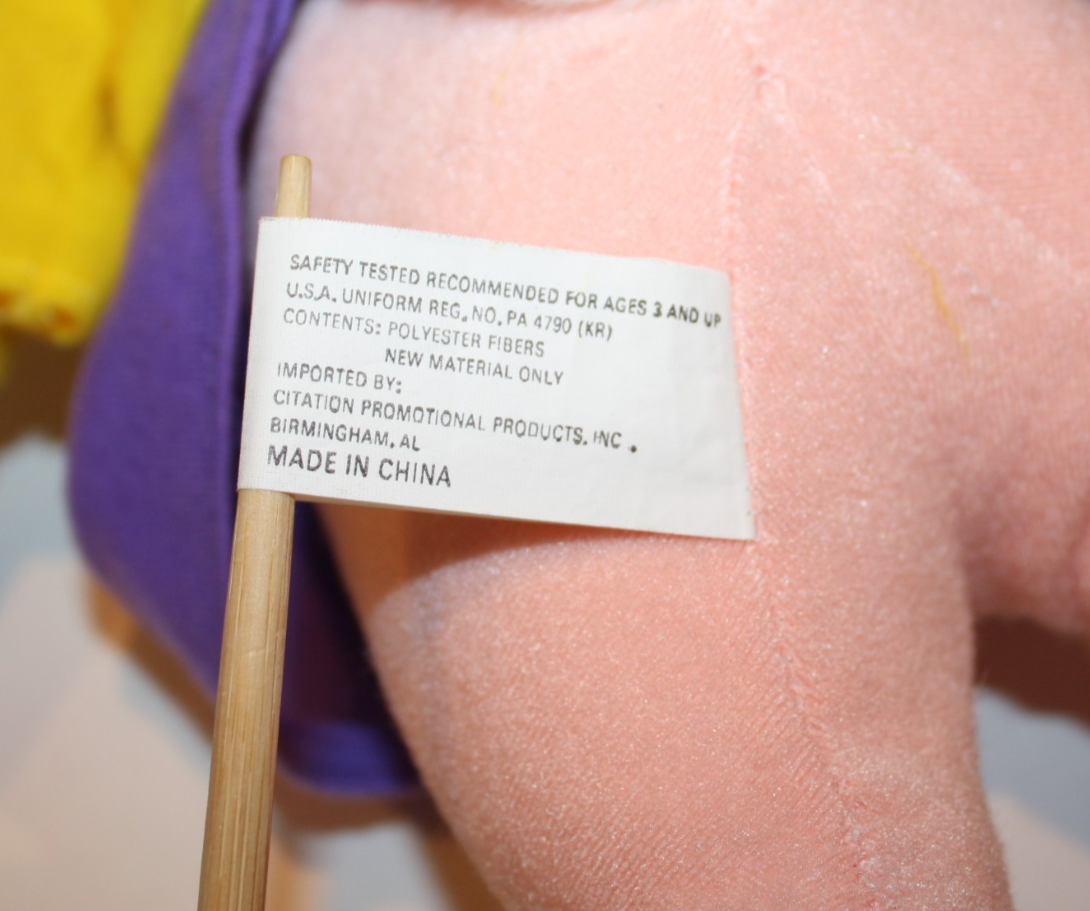 SAFETY TESTED RECOMMENDED FOR AGES 3 AND UP
U.S.A. UNIFORM REG. NO. PA 4790 (KR)
CONTENTS: POLYESTER FIBERS
NEW MATERIAL ONLY
IMPORTED BY:
CITATION PROMOTIONAL PRODUCTS, INC.
BIRMINGHAM, AL
MADE IN CHINA